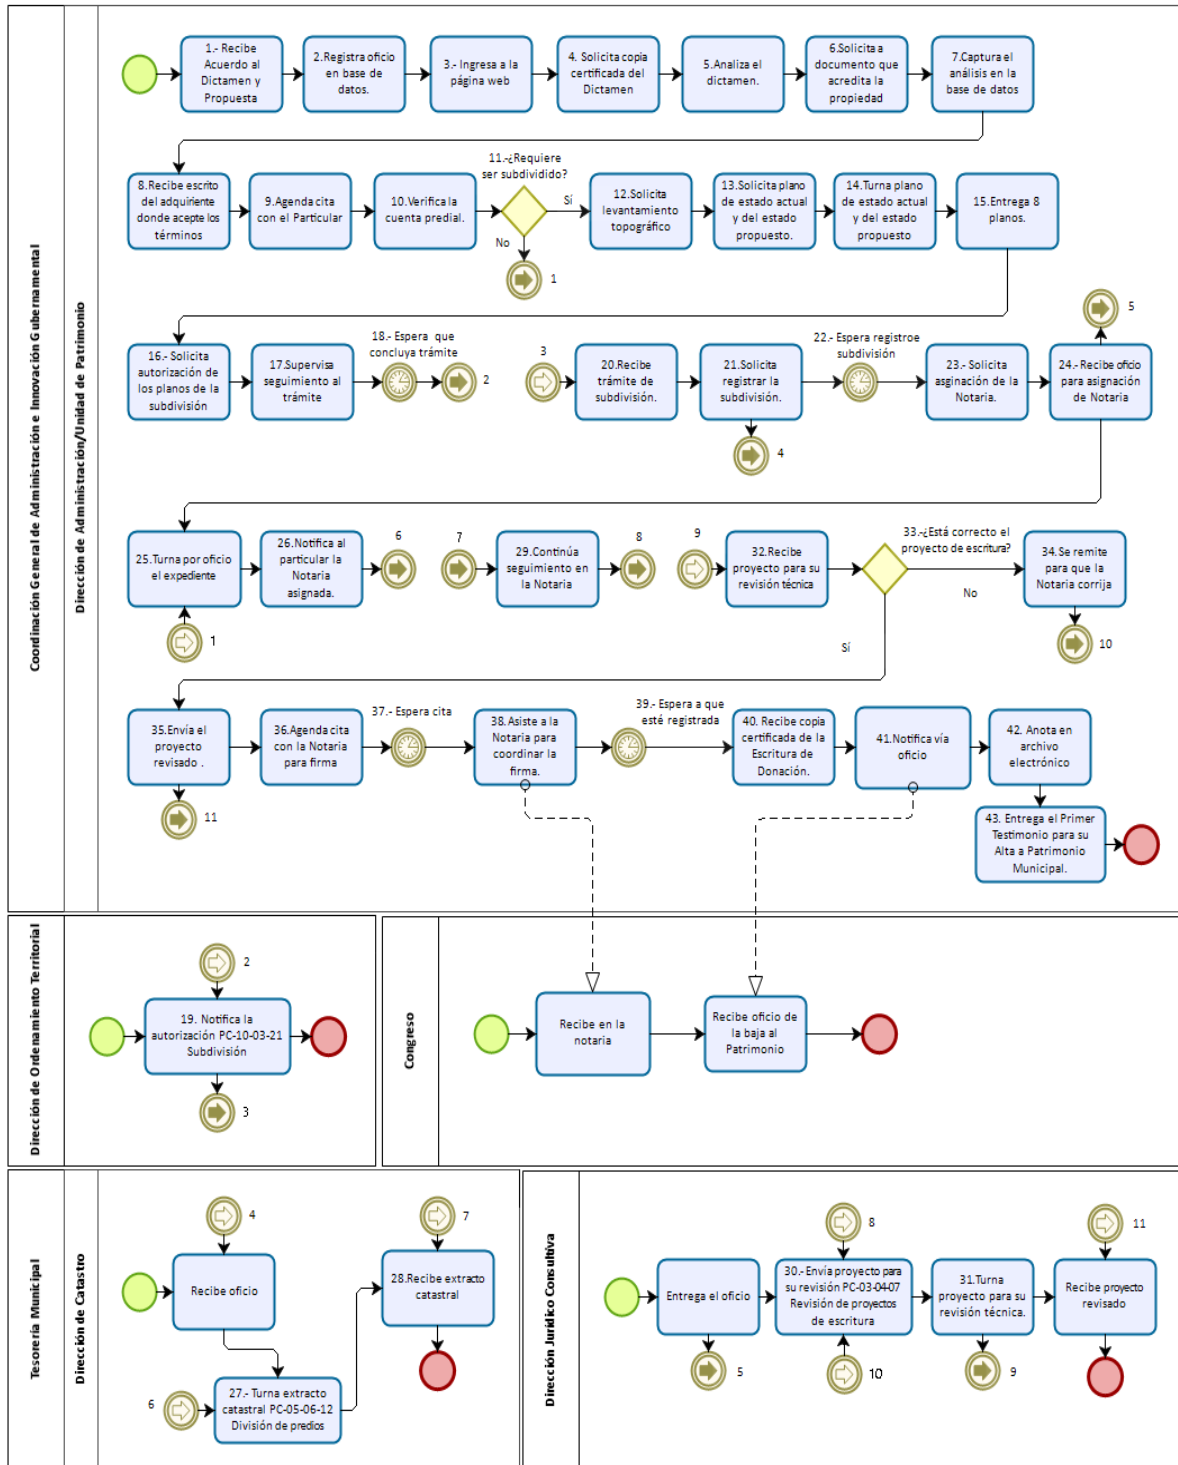 Coordinación General de Administración e Innovación Gubernamental
Dirección de Administración/Unidad de Patrimonio
1.- Recibe
Acuerdo al
Dictamen y
Propuesta
2.Registra oficio
en base de
datos.
3.- Ingresa a la
página web
4. Solicita copia
certificada del
Dictamen
5.Analiza el
dictamen.
6.Solicita a
documento que
acredita la
propiedad
7.Captura el
análisis en la
base de datos
8.Recibe escrito
del adquiriente
donde acepte los
términos
9.Agenda cita
con el Particular
10.Verifica la
cuenta predial.
11.-¿Requiere
ser subdividido?
Sí
No
1
12.Solicita
levantamiento
topográfico
13.Solicita plano
de estado actual
y del estado
propuesto.
14.Turna plano
de estado actual
y del estado
propuesto
15.Entrega 8
planos.
16.- Solicita
autorización de
los planos de la
subdivisión
17.Supervisa
seguimiento al
trámite
18.- Espera que
concluya trámite
2
3
20.Recibe
trámite de
subdivisión.
21.Solicita
registrar la
subdivisión.
4
22.- Espera registroe
subdivisión
23.- Solicita
asginación de la
Notaria.
24.- Recibe oficio
para asignación
de Notaria
5
25.Turna por oficio
el expediente
1
26.Notifica al
particular la
Notaria
asignada.
6
7
29.Continúa
seguimiento en
la Notaria
8
9
32.Recibe
proyecto para su
revisión técnica
33.-¿Está correcto el
proyecto de escritura?
No
Sí
34.Se remite
para que la
Notaria corrija
10
35.Envía el
proyecto
revisado .
11
36.Agenda cita
con la Notaria
para firma
37.- Espera cita
38.Asiste a la
Notaria para
coordinar la
firma.
39.- Espera a que
esté registrada
40. Recibe copia
certificada de la
Escritura de
Donación.
41.Notifica vía
oficio
42. Anota en
archivo
electrónico
43. Entrega el Primer
Testimonio para su
Alta a Patrimonio
Municipal.
Dirección de Ordenamiento Territorial
2
19. Notifica la
autorización PC-10-03-21
Subdivisión
3
Congreso
Recibe en la
notaria
Recibe oficio de
la baja al
Patrimonio
Tesorería Municipal
Dirección de Catastro
4
Recibe oficio
6
27.- Turna extracto
catastral PC-05-06-12
División de predios
7
28.Recibe extracto
catastral
Dirección Jurídico Consultiva
Entrega el oficio
5
8
30.- Envía proyecto para
su revisión PC-03-04-07
Revisión de proyectos
de escritura
10
31.Turna
proyecto para su
revisión técnica.
9
11
Recibe proyecto
revisado